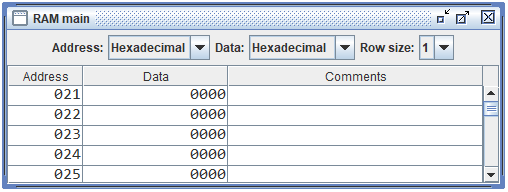 RAM main
Address: Hexadecimal Data: Hexadecimal Row size: 1
Address Data Comments
021 0000
022 0000
023 0000
024 0000
025 0000